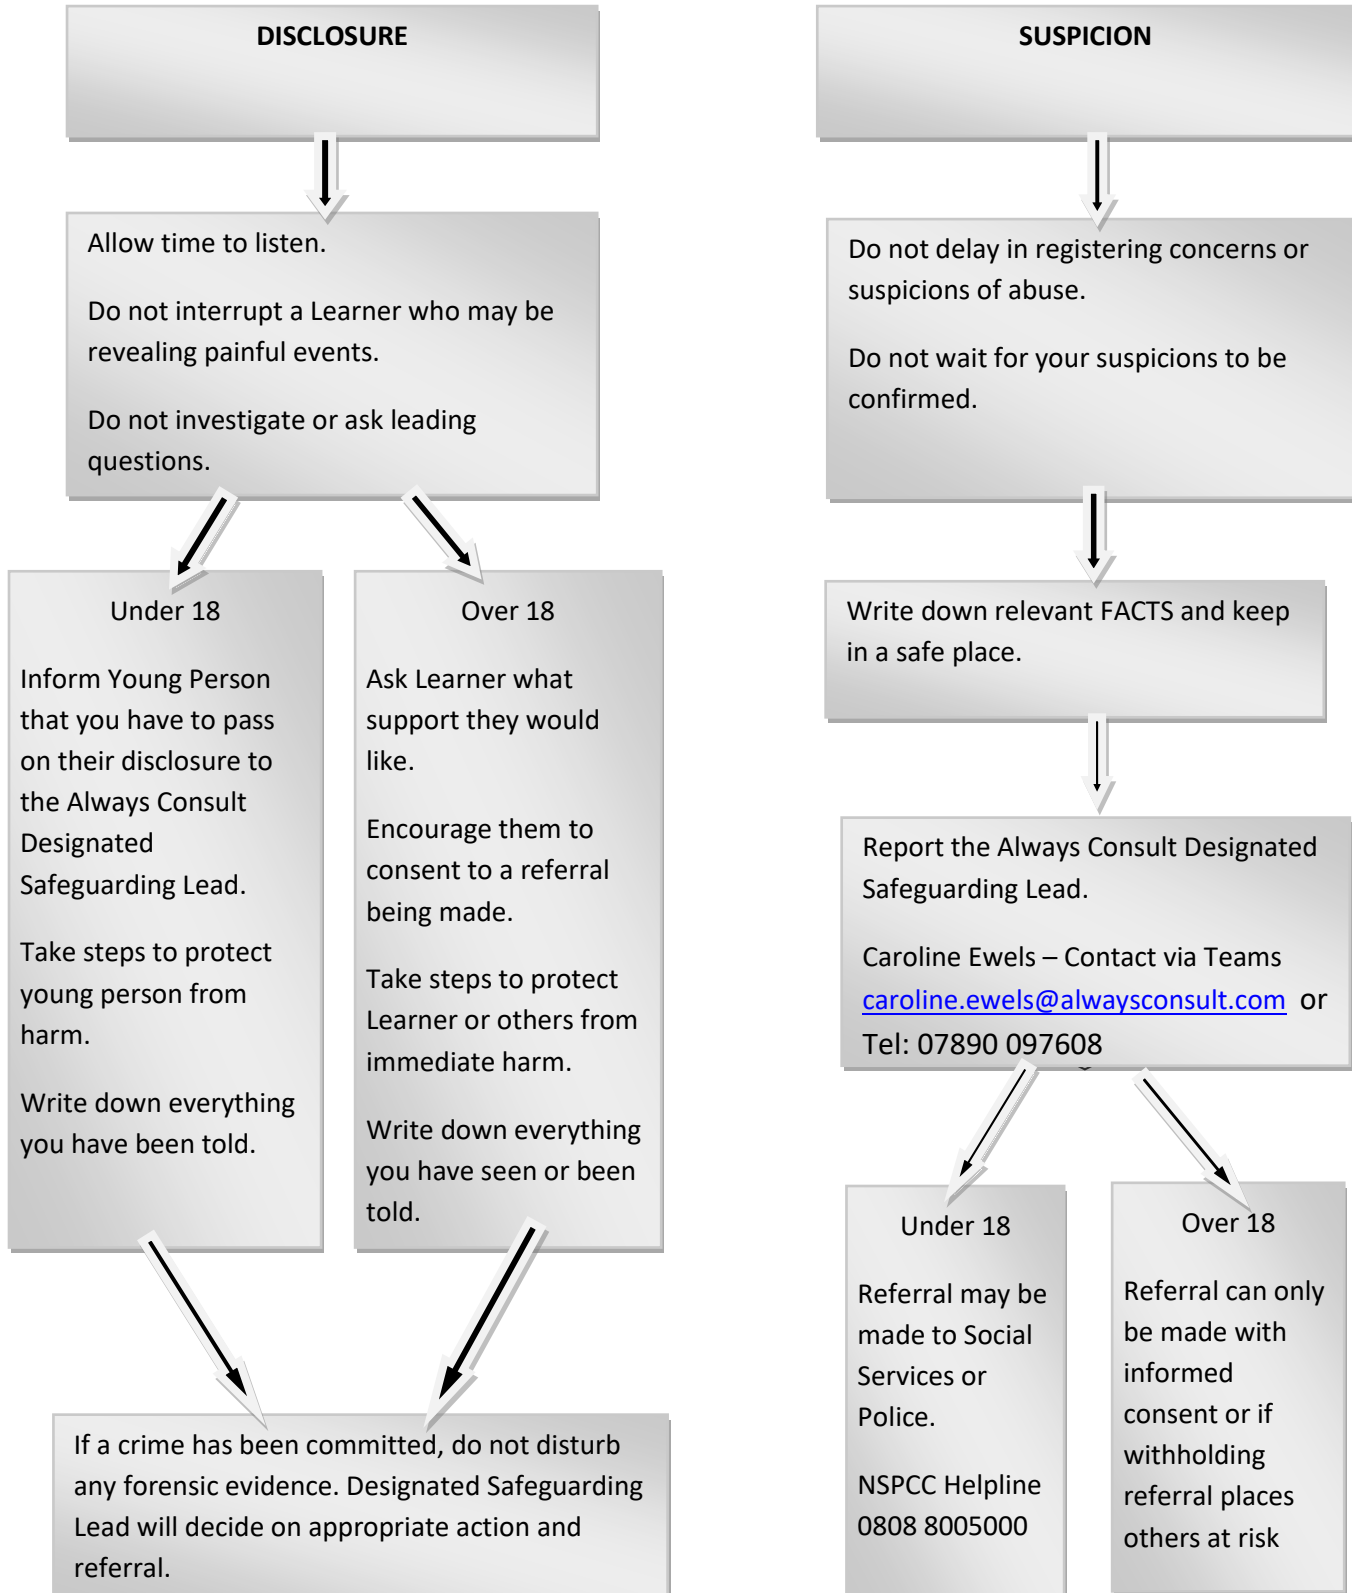 DISCLOSURE
Allow time to listen.
Do not interrupt a Learner who may be
revealing painful events.
Do not investigate or ask leading
questions.
Under 18
Inform Young Person
that you have to pass
on their disclosure to
the Always Consult
Designated
Safeguarding Lead.
Take steps to protect
young person from
harm.
Write down everything
you have been told.
Over 18
Ask Learner what
support they would
like.
Encourage them to
consent to a referral
being made.
Take steps to protect
Learner or others from
immediate harm.
Write down everything
you have seen or been
told.
If a crime has been committed, do not disturb
any forensic evidence. Designated Safeguarding
Lead will decide on appropriate action and
referral.
SUSPICION
Do not delay in registering concerns or
suspicions of abuse.
Do not wait for your suspicions to be
confirmed.
Write down relevant FACTS and keep
in a safe place.
Report the Always Consult Designated
Safeguarding Lead.
Caroline Ewels – Contact via Teams
caroline.ewels@alwaysconsult.com or
Tel: 07890 097608
Under 18
Referral may be
made to Social
Services or
Police.
NSPCC Helpline
0808 8005000
Over 18
Referral can only
be made with
informed
consent or if
withholding
referral places
others at risk